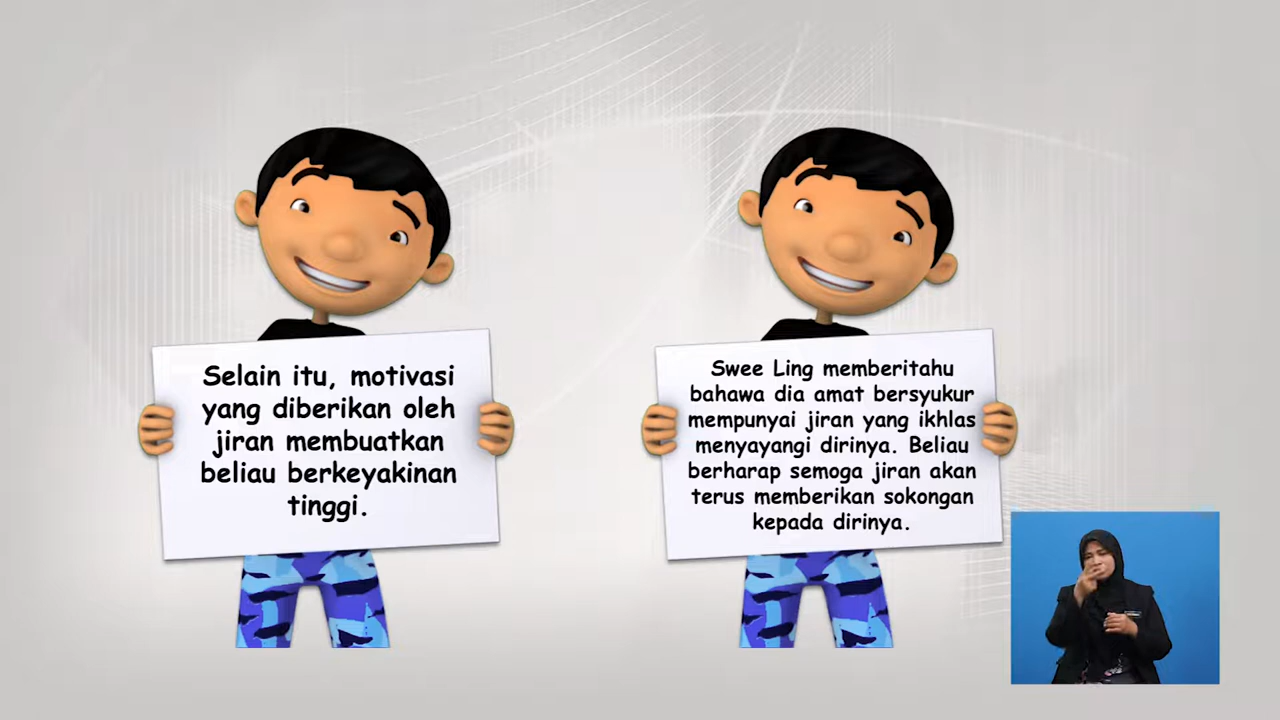 Selain itu, motivasi
yang diberikan oleh
jiran membuatkan
beliau berkeyakinan
tinggi.
Swee Ling memberitahu
bahawa dia amat bersyukur
mempunyai jiran yang ikhlas
menyayangi dirinya. Beliau
berharap semoga jiran akan
terus memberikan sokongan
kepada dirinya.